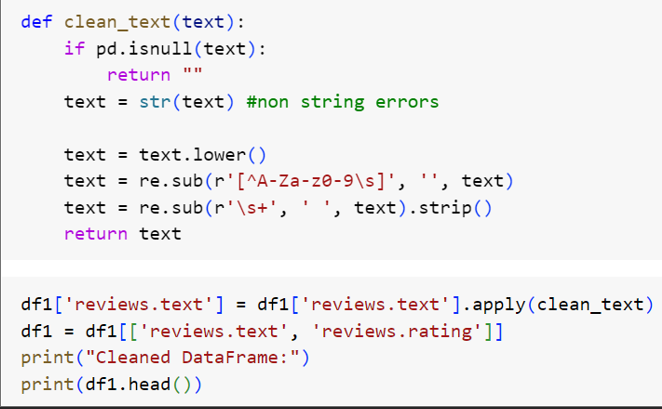 def clean_text(text):
    if pd.isnull(text):
        return ""
    text = str(text) #non string errors
    text = text.lower()
    text = re.sub(r'[^A-Za-z0-9\s]', '', text)
    text = re.sub(r'\s+', ' ', text).strip()
    return text
df1['reviews.text'] = df1['reviews.text'].apply(clean_text)
df1 = df1[['reviews.text', 'reviews.rating']]
print("Cleaned DataFrame:")
print(df1.head())